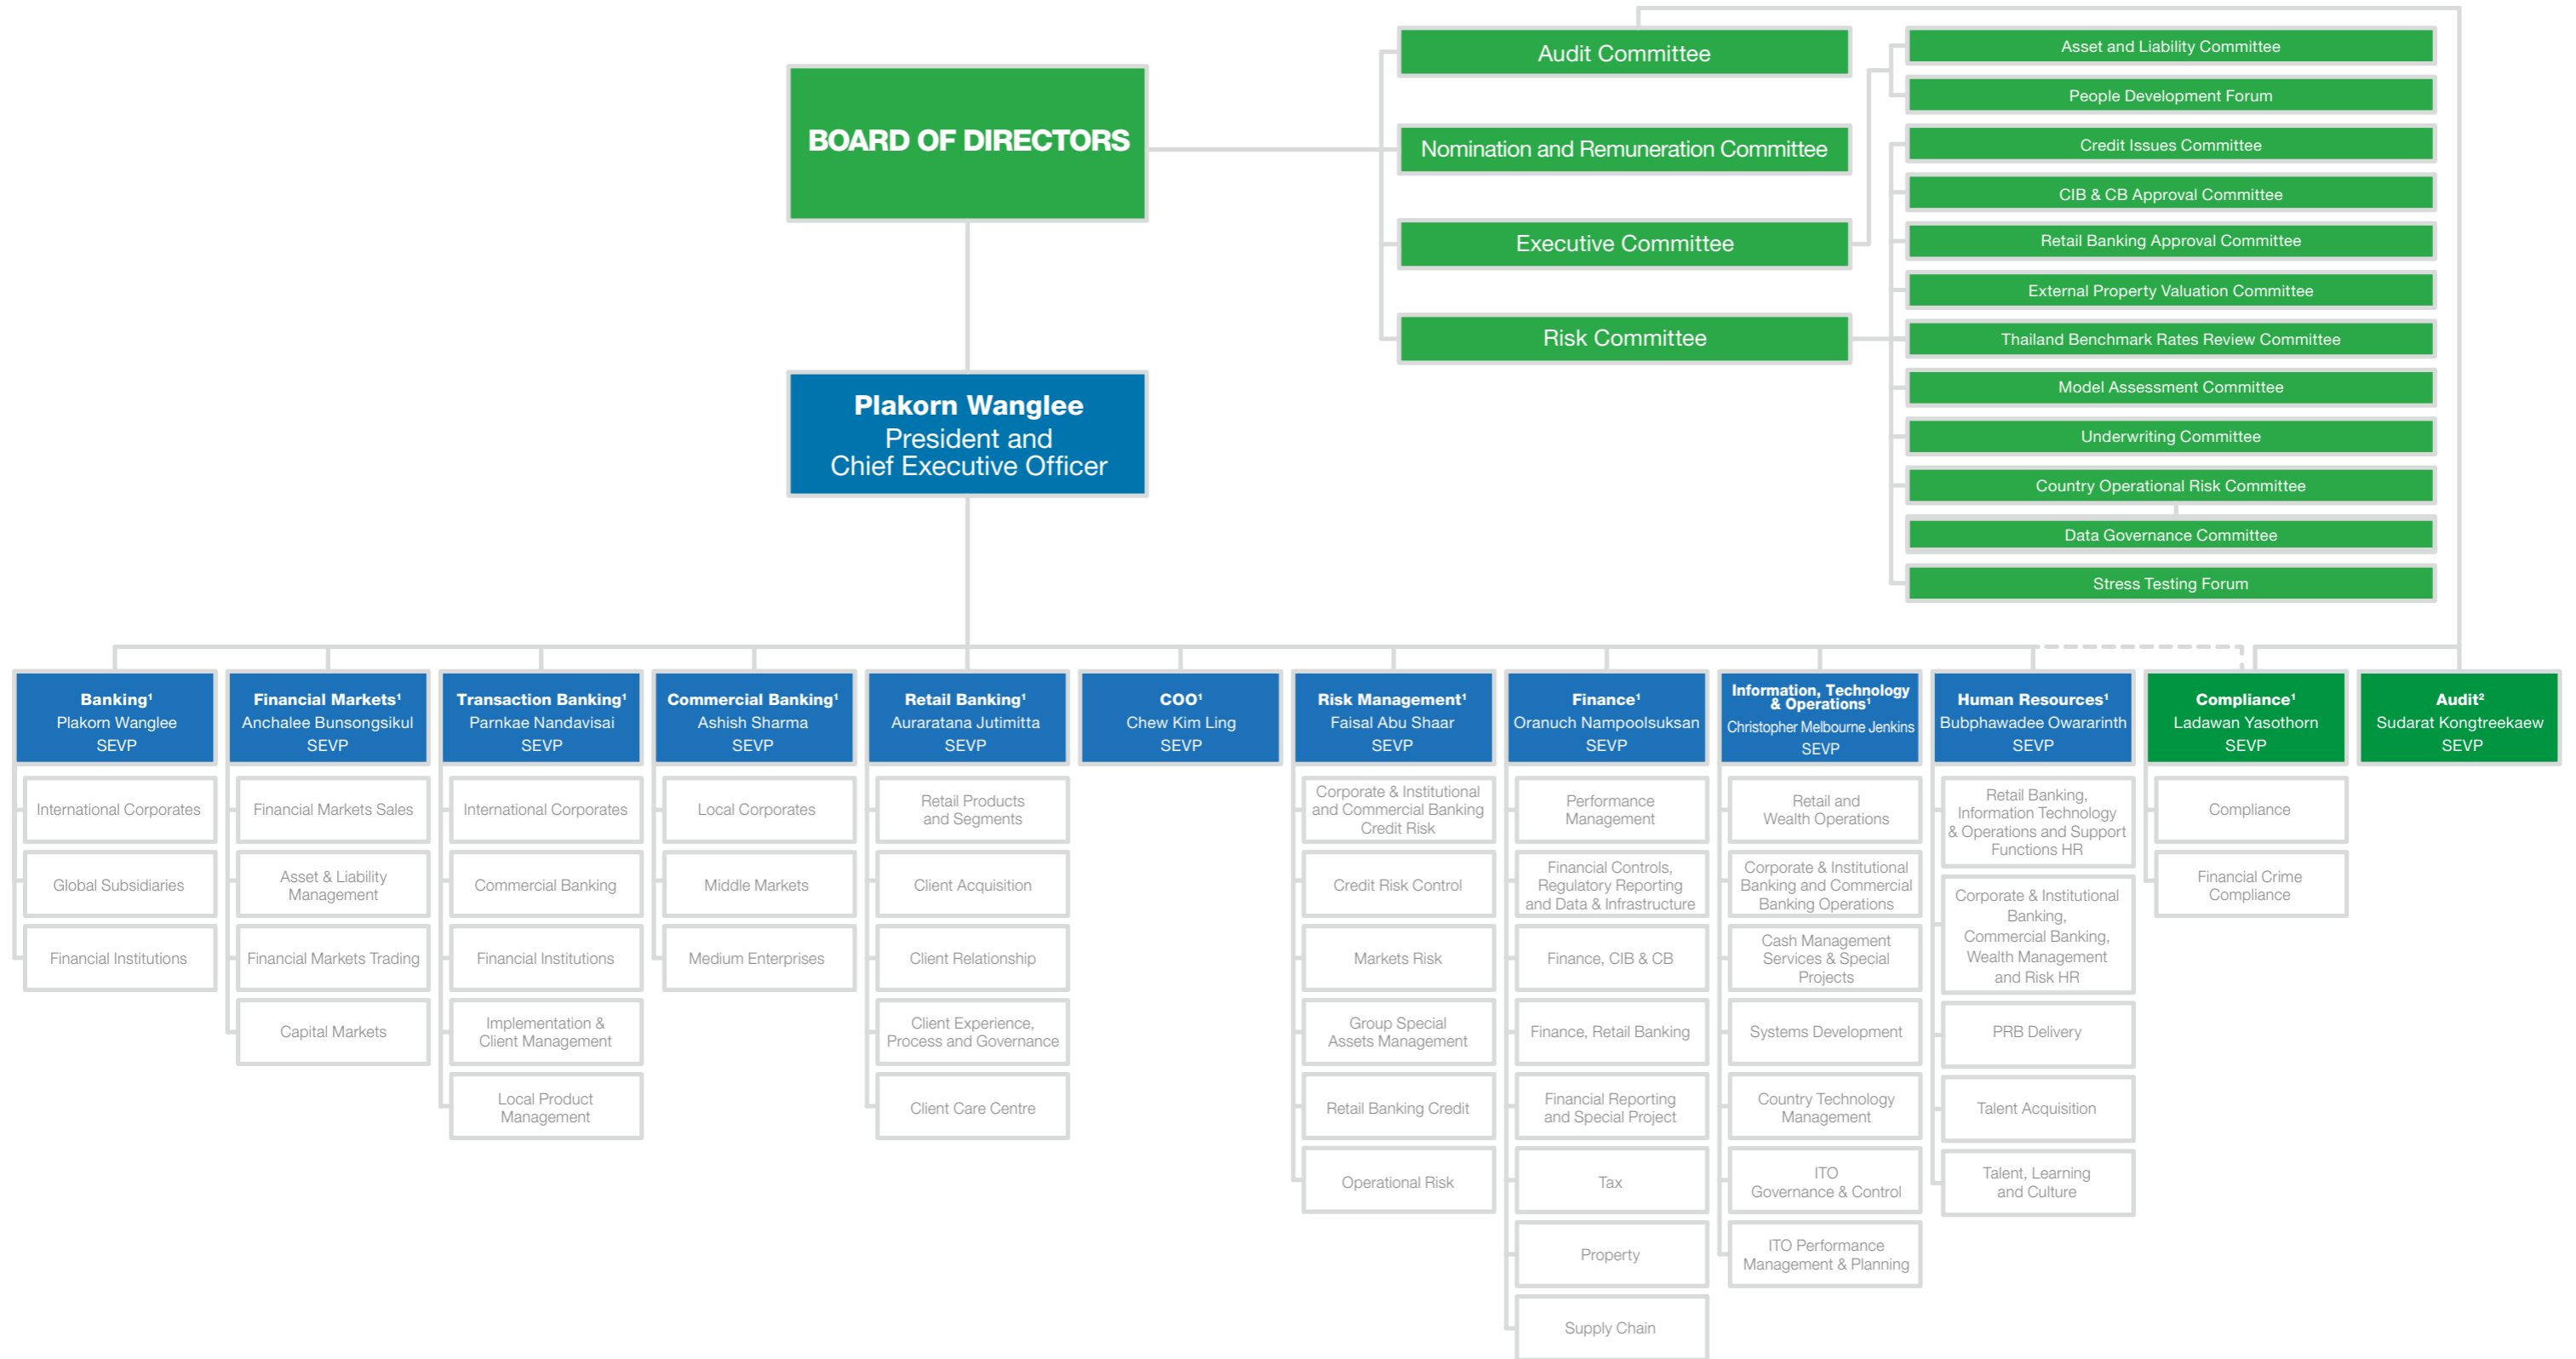 BOARD OF DIRECTORS
Plakorn Wanglee
President and
Chief Executive Officer
Audit Committee
Nomination and Remuneration Committee
Executive Committee
Risk Committee
Asset and Liability Committee
People Development Forum
Credit Issues Committee
CIB & CB Approval Committee
Retail Banking Approval Committee
External Property Valuation Committee
Thailand Benchmark Rates Review Committee
Model Assessment Committee
Underwriting Committee
Country Operational Risk Committee
Data Governance Committee
Stress Testing Forum
Banking¹
Plakorn Wanglee
SEVP
International Corporates
Global Subsidiaries
Financial Institutions
Financial Markets¹
Anchalee Bunsongsikul
SEVP
Financial Markets Sales
Asset & Liability
Management
Financial Markets Trading
Capital Markets
Transaction Banking¹
Parnkae Nandavisai
SEVP
International Corporates
Commercial Banking
Financial Institutions
Implementation &
Client Management
Local Product
Management
Commercial Banking¹
Ashish Sharma
SEVP
Local Corporates
Middle Markets
Medium Enterprises
Retail Banking¹
Auraratana Jutimitta
SEVP
Retail Products
and Segments
Client Acquisition
Client Relationship
Client Experience,
Process and Governance
Client Care Centre
COO¹
Chew Kim Ling
SEVP
Risk Management¹
Faisal Abu Shaar
SEVP
Corporate & Institutional
and Commercial Banking
Credit Risk
Credit Risk Control
Markets Risk
Group Special
Assets Management
Retail Banking Credit
Operational Risk
Finance¹
Oranuch Nampoolsuksan
SEVP
Performance
Management
Financial Controls,
Regulatory Reporting
and Data & Infrastructure
Finance, CIB & CB
Finance, Retail Banking
Financial Reporting
and Special Project
Tax
Property
Supply Chain
Information, Technology
& Operations¹
Christopher Melbourne Jenkins
SEVP
Retail and
Wealth Operations
Corporate & Institutional
Banking and Commercial
Banking Operations
Cash Management
Services & Special
Projects
Systems Development
Country Technology
Management
ITO
Governance & Control
ITO Performance
Management & Planning
Human Resources¹
Bubphawadee Owararinth
SEVP
Retail Banking,
Information Technology
& Operations and Support
Functions HR
Corporate & Institutional
Banking,
Commercial Banking,
Wealth Management
and Risk HR
PRB Delivery
Talent Acquisition
Talent, Learning
and Culture
Compliance¹
Ladawan Yasothorn
SEVP
Compliance
Financial Crime
Compliance
Audit²
Sudarat Kongtreekaew
SEVP